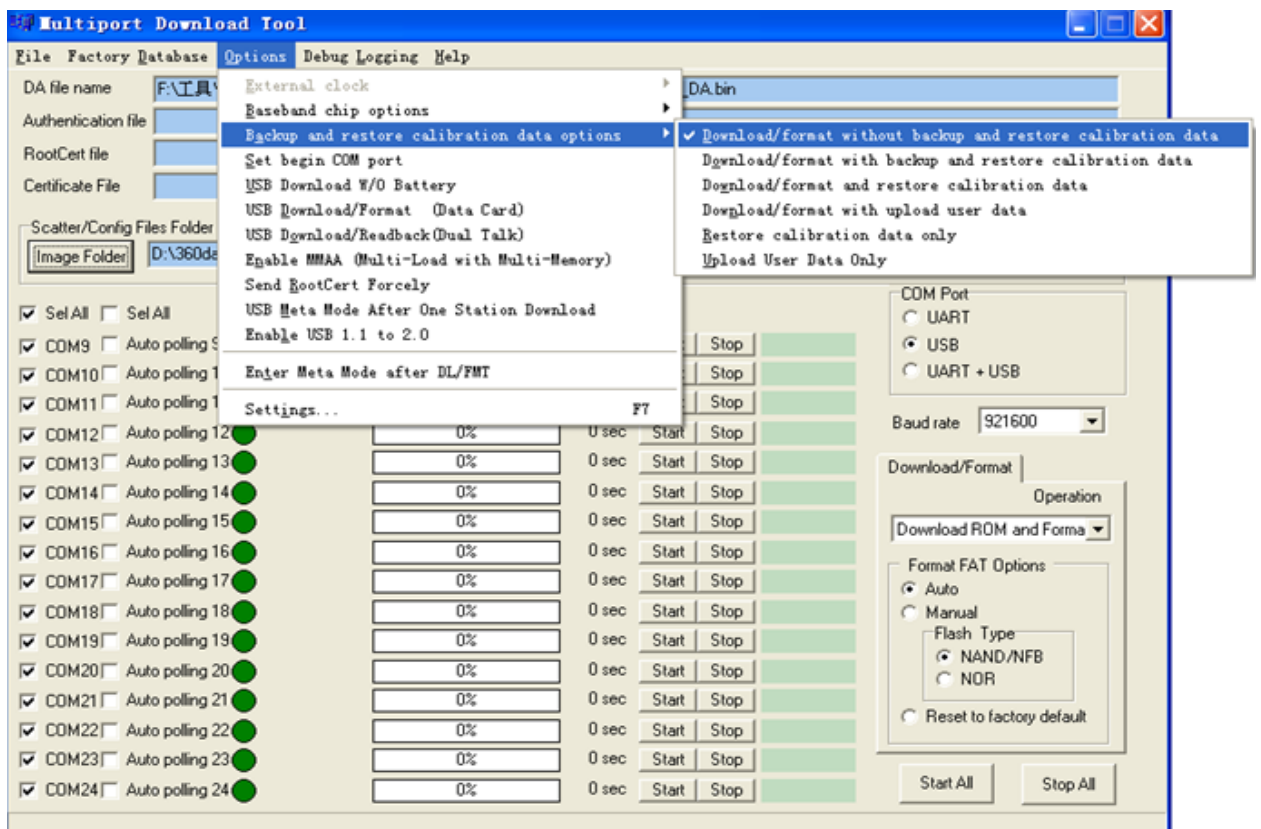 Multiport Download Tool
File Factory Database Options Debug Logging Help
DA file name F:\工具\ _DA.bin
External clock
Baseband chip options
Authentication file
Backup and restore calibration data options
Download/format without backup and restore calibration data
RootCert file
Set begin COM port
Download/format with backup and restore calibration data
Certificate File
USB Download W/O Battery
Download/format and restore calibration data
USB Download/Format (Data Card)
Download/format with upload user data
Scatter/Config Files Folder
USB Download/Readback(Dual Talk)
Restore calibration data only
Image Folder D:\360da
Enable MMAA (Multi-Load with Multi-Memory)
Upload User Data Only
Send RootCert Forcely
USB Meta Mode After One Station Download
Enable USB 1.1 to 2.0
Enter Meta Mode after DL/FMT
Settings... F7
Sel All Sel All
COM9 Auto polling 9 Stop
COM10 Auto polling 1 Stop
COM11 Auto polling 1 Stop
COM12 Auto polling 12 0% 0 sec Start Stop
COM13 Auto polling 13 0% 0 sec Start Stop
COM14 Auto polling 14 0% 0 sec Start Stop
COM15 Auto polling 15 0% 0 sec Start Stop
COM16 Auto polling 16 0% 0 sec Start Stop
COM17 Auto polling 17 0% 0 sec Start Stop
COM18 Auto polling 18 0% 0 sec Start Stop
COM19 Auto polling 19 0% 0 sec Start Stop
COM20 Auto polling 20 0% 0 sec Start Stop
COM21 Auto polling 21 0% 0 sec Start Stop
COM22 Auto polling 22 0% 0 sec Start Stop
COM23 Auto polling 23 0% 0 sec Start Stop
COM24 Auto polling 24 0% 0 sec Start Stop
COM Port
UART
USB
UART + USB
Baud rate 921600
Download/Format
Operation
Download ROM and Forma
Format FAT Options
Auto
Manual
Flash Type
NAND/NFB
NOR
Reset to factory default
Start All Stop All